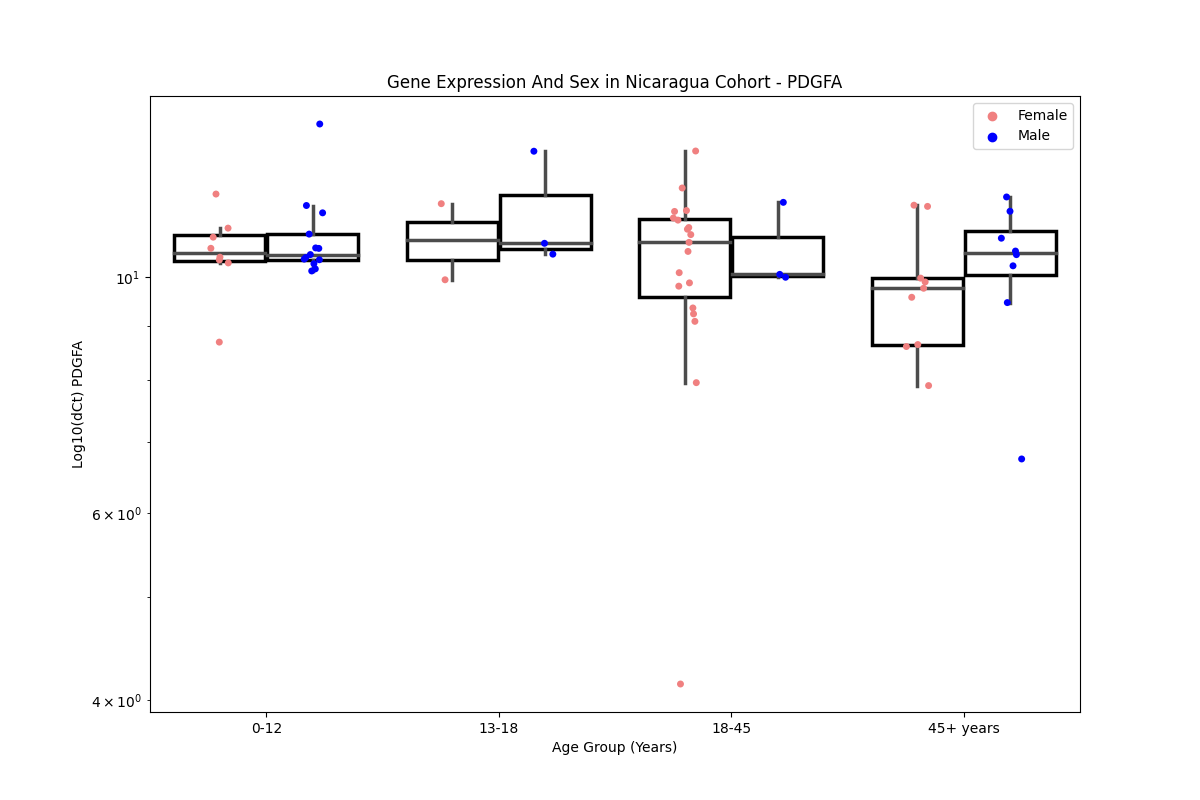 Gene Expression And Sex in Nicaragua Cohort - PDGFA
Female
Male
Log10(dCt) PDGFA
10¹
6 × 10⁰
4 × 10⁰
0-12
13-18
18-45
45+ years
Age Group (Years)